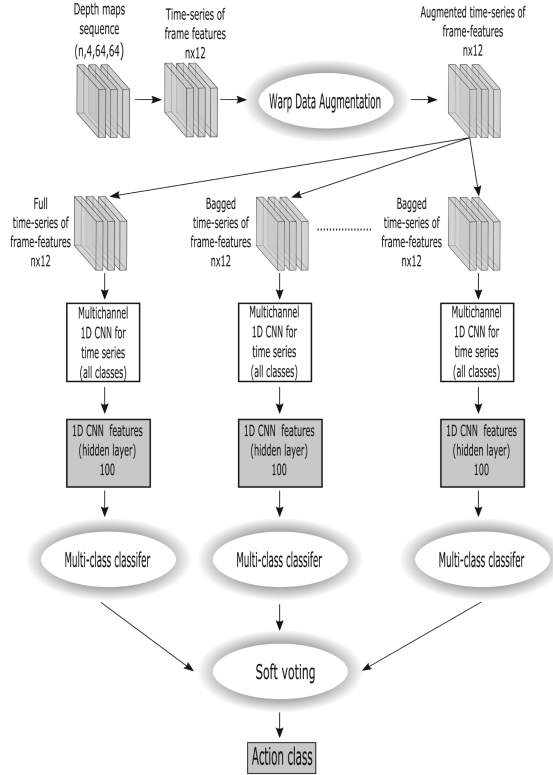 Depth maps
sequence
(n,4,64,64)
Time-series of
frame features
nx12
Warp Data Augmentation
Augmented time-series of
frame features
nx12
Full
time-series of
frame-features
nx12
Bagged
time-series of
frame-features
nx12
Bagged
time-series of
frame-features
nx12
Multichannel
1D CNN for
time series
(all classes)
Multichannel
1D CNN for
time series
(all classes)
Multichannel
1D CNN for
time series
(all classes)
1D CNN features
(hidden layer)
100
1D CNN features
(hidden layer)
100
1D CNN features
(hidden layer)
100
Multi-class classifer
Multi-class classifer
Multi-class classifer
Soft voting
Action class